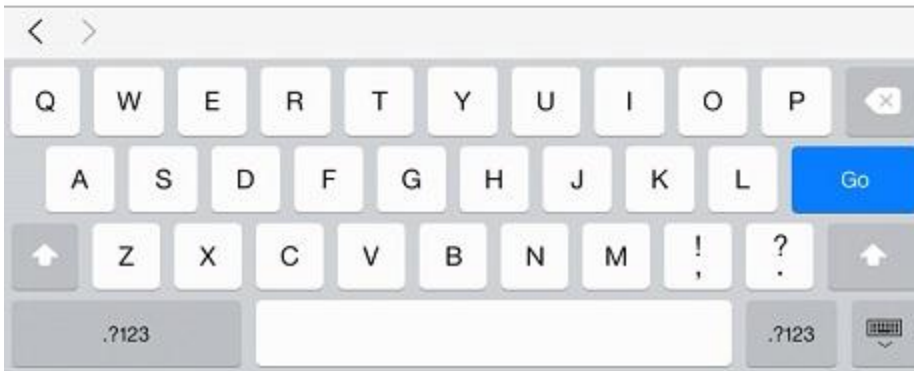 Q W E R T Y U I O P
A S D F G H J K L Go
Z X C V B N M ! , ? .
.?123 .?123